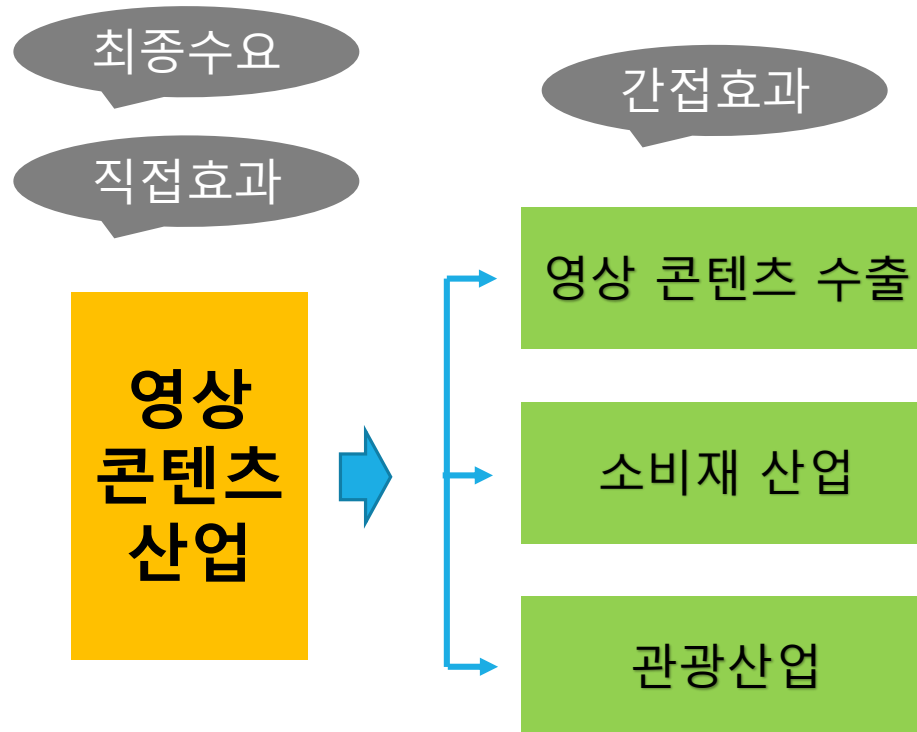 최종수요
직접효과
영상
콘텐츠
산업
간접효과
영상 콘텐츠 수출
소비재 산업
관광산업